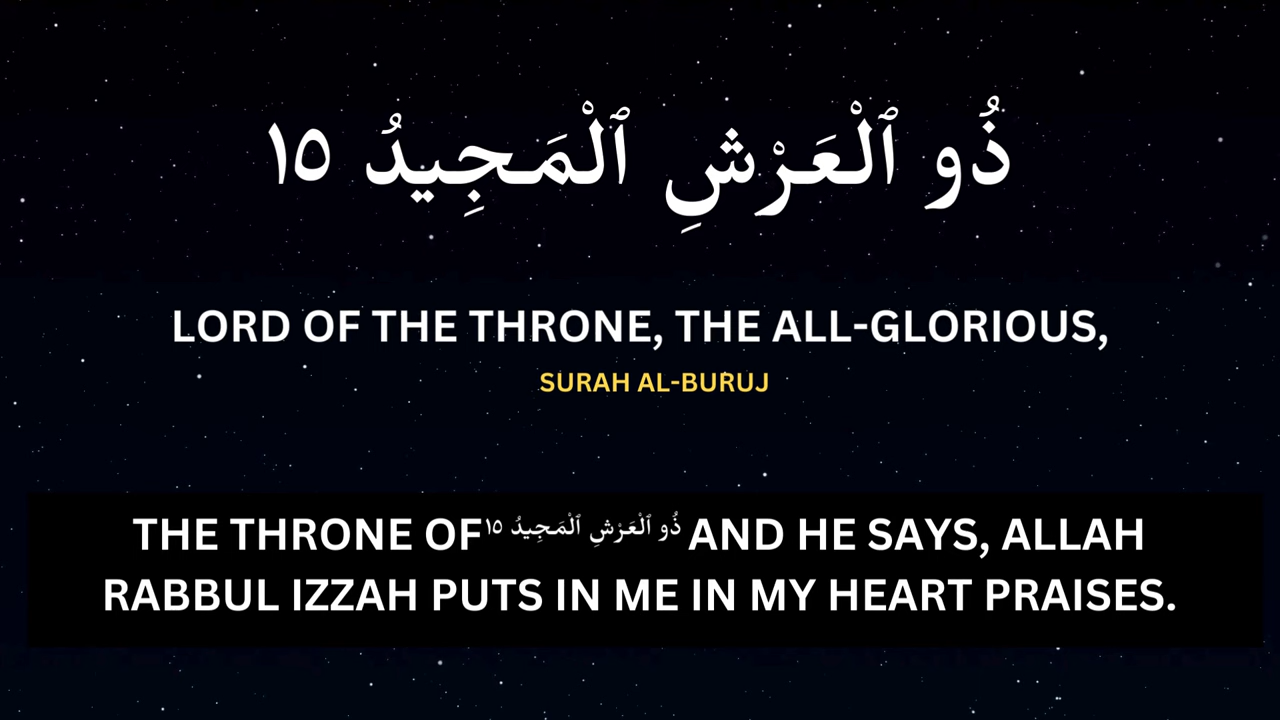 ذُو ٱلْعَرْشِ ٱلْمَجِيدُ ١٥
LORD OF THE THRONE, THE ALL-GLORIOUS,
SURAH AL-BURUJ
THE THRONE OF ذُو ٱلْعَرْشِ ٱلْمَجِيدُ ١٥ AND HE SAYS, ALLAH
RABBUL IZZAH PUTS IN ME IN MY HEART PRAISES.